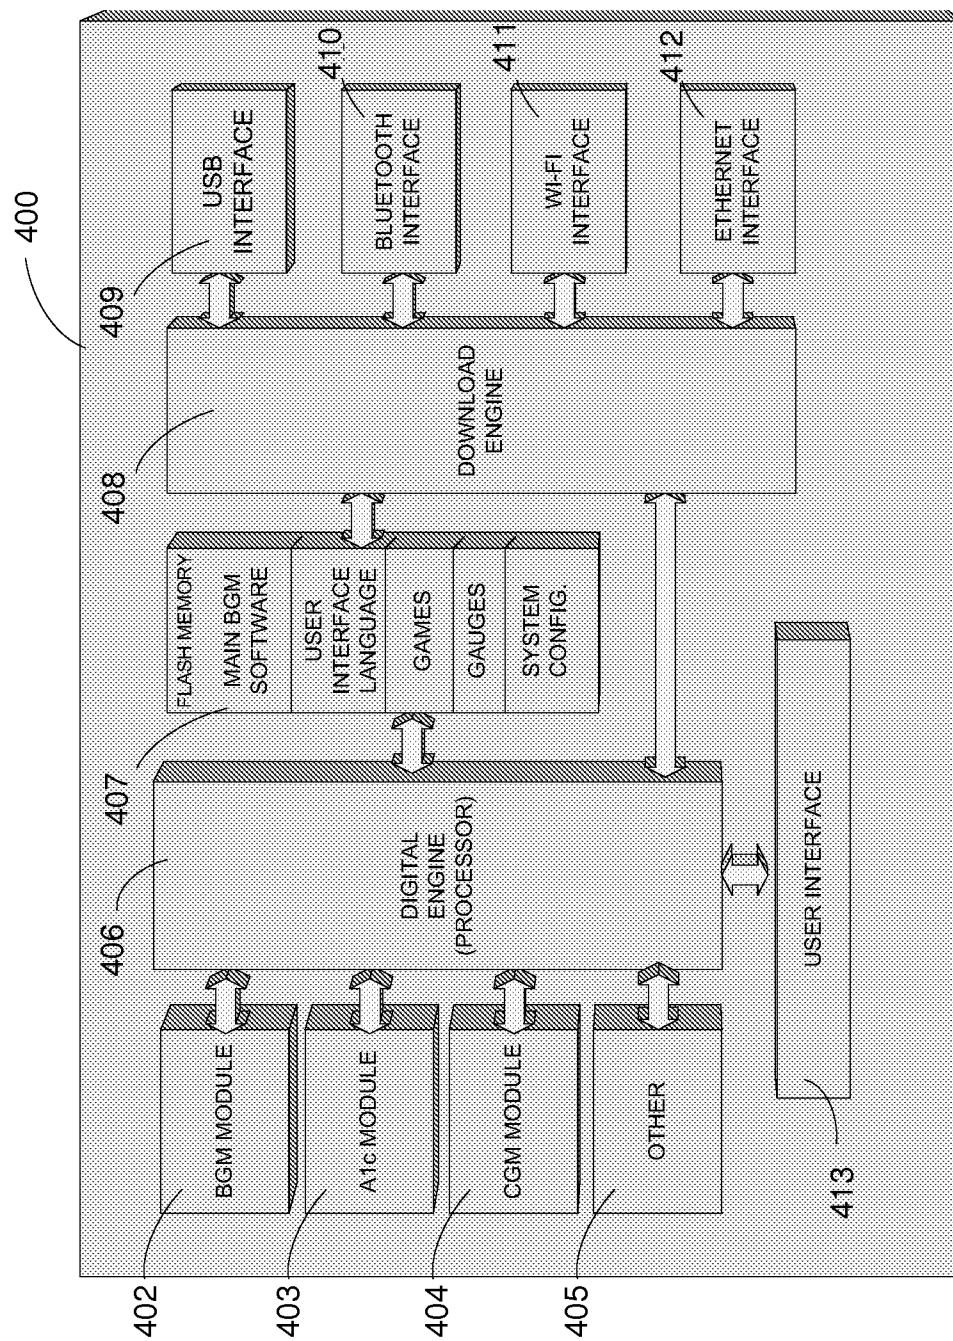 400
402
BGM MODULE
403
A1c MODULE
404
CGM MODULE
405
OTHER
406
DIGITAL
ENGINE
(PROCESSOR)
407
FLASH MEMORY
MAIN BGM
SOFTWARE
USER
INTERFACE
LANGUAGE
GAMES
GAUGES
SYSTEM
CONFIG.
408
DOWNLOAD
ENGINE
409
USB
INTERFACE
410
BLUETOOTH
INTERFACE
411
WI-FI
INTERFACE
412
ETHERNET
INTERFACE
413
USER INTERFACE